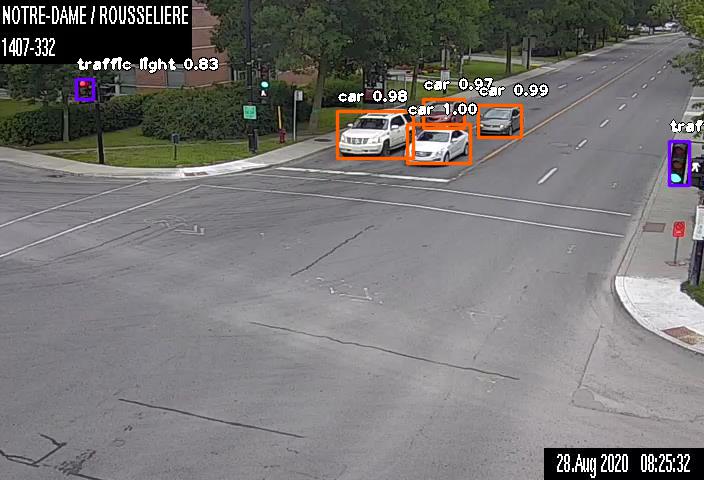 NOTRE-DAME / ROUSSELIERE
1407-332
traffic light 0.83
car 0.97
car 0.99
car 0.98
car 1.00
traf
28.Aug 2020 08:25:32